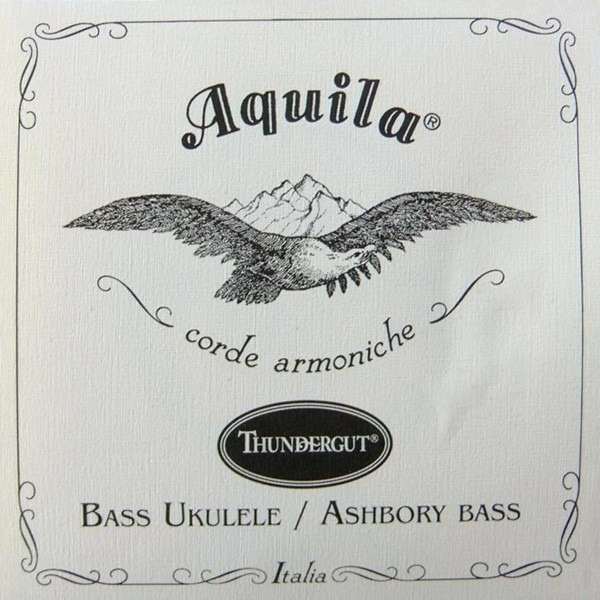 Aquila®
corde armoniche
THUNDERGUT®
BASS UKULELE / ASHBORY BASS
Italia